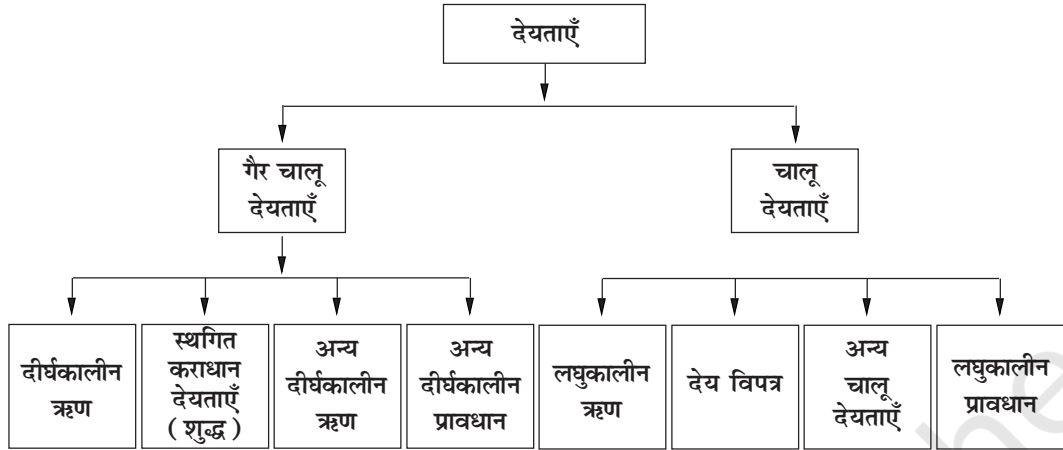 देयताएँ
गैर चालू
देयताएँ
चालू
देयताएँ
दीर्घकालीन
ऋण
स्थगित
कराधान
देयताएँ
( शुद्ध )
अन्य
दीर्घकालीन
ऋण
अन्य
दीर्घकालीन
प्रावधान
लघुकालीन
ऋण
देय विपत्र
अन्य
चालू
देयताएँ
लघुकालीन
प्रावधान